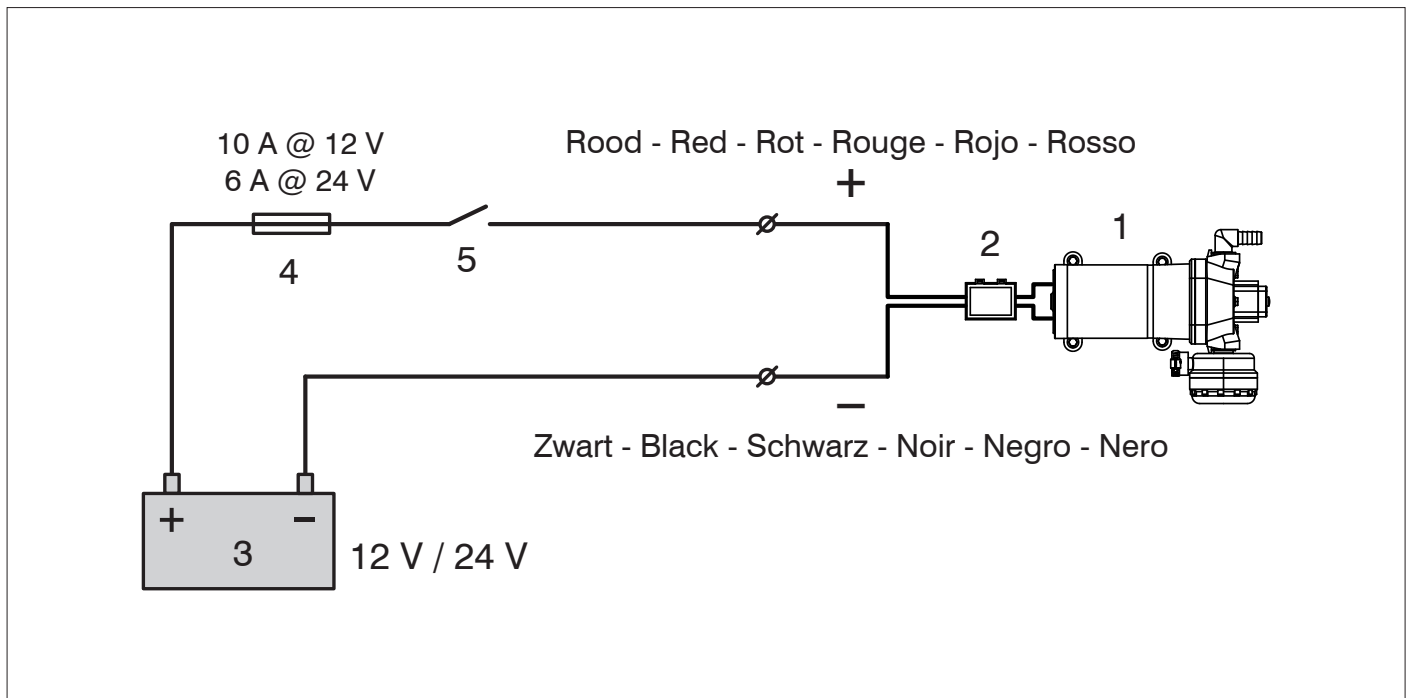 10 A @ 12 V
6 A @ 24 V
Rood - Red - Rot - Rouge - Rojo - Rosso
+
1
2
4
5
−
Zwart - Black - Schwarz - Noir - Negro - Nero
+ −
3
12 V / 24 V